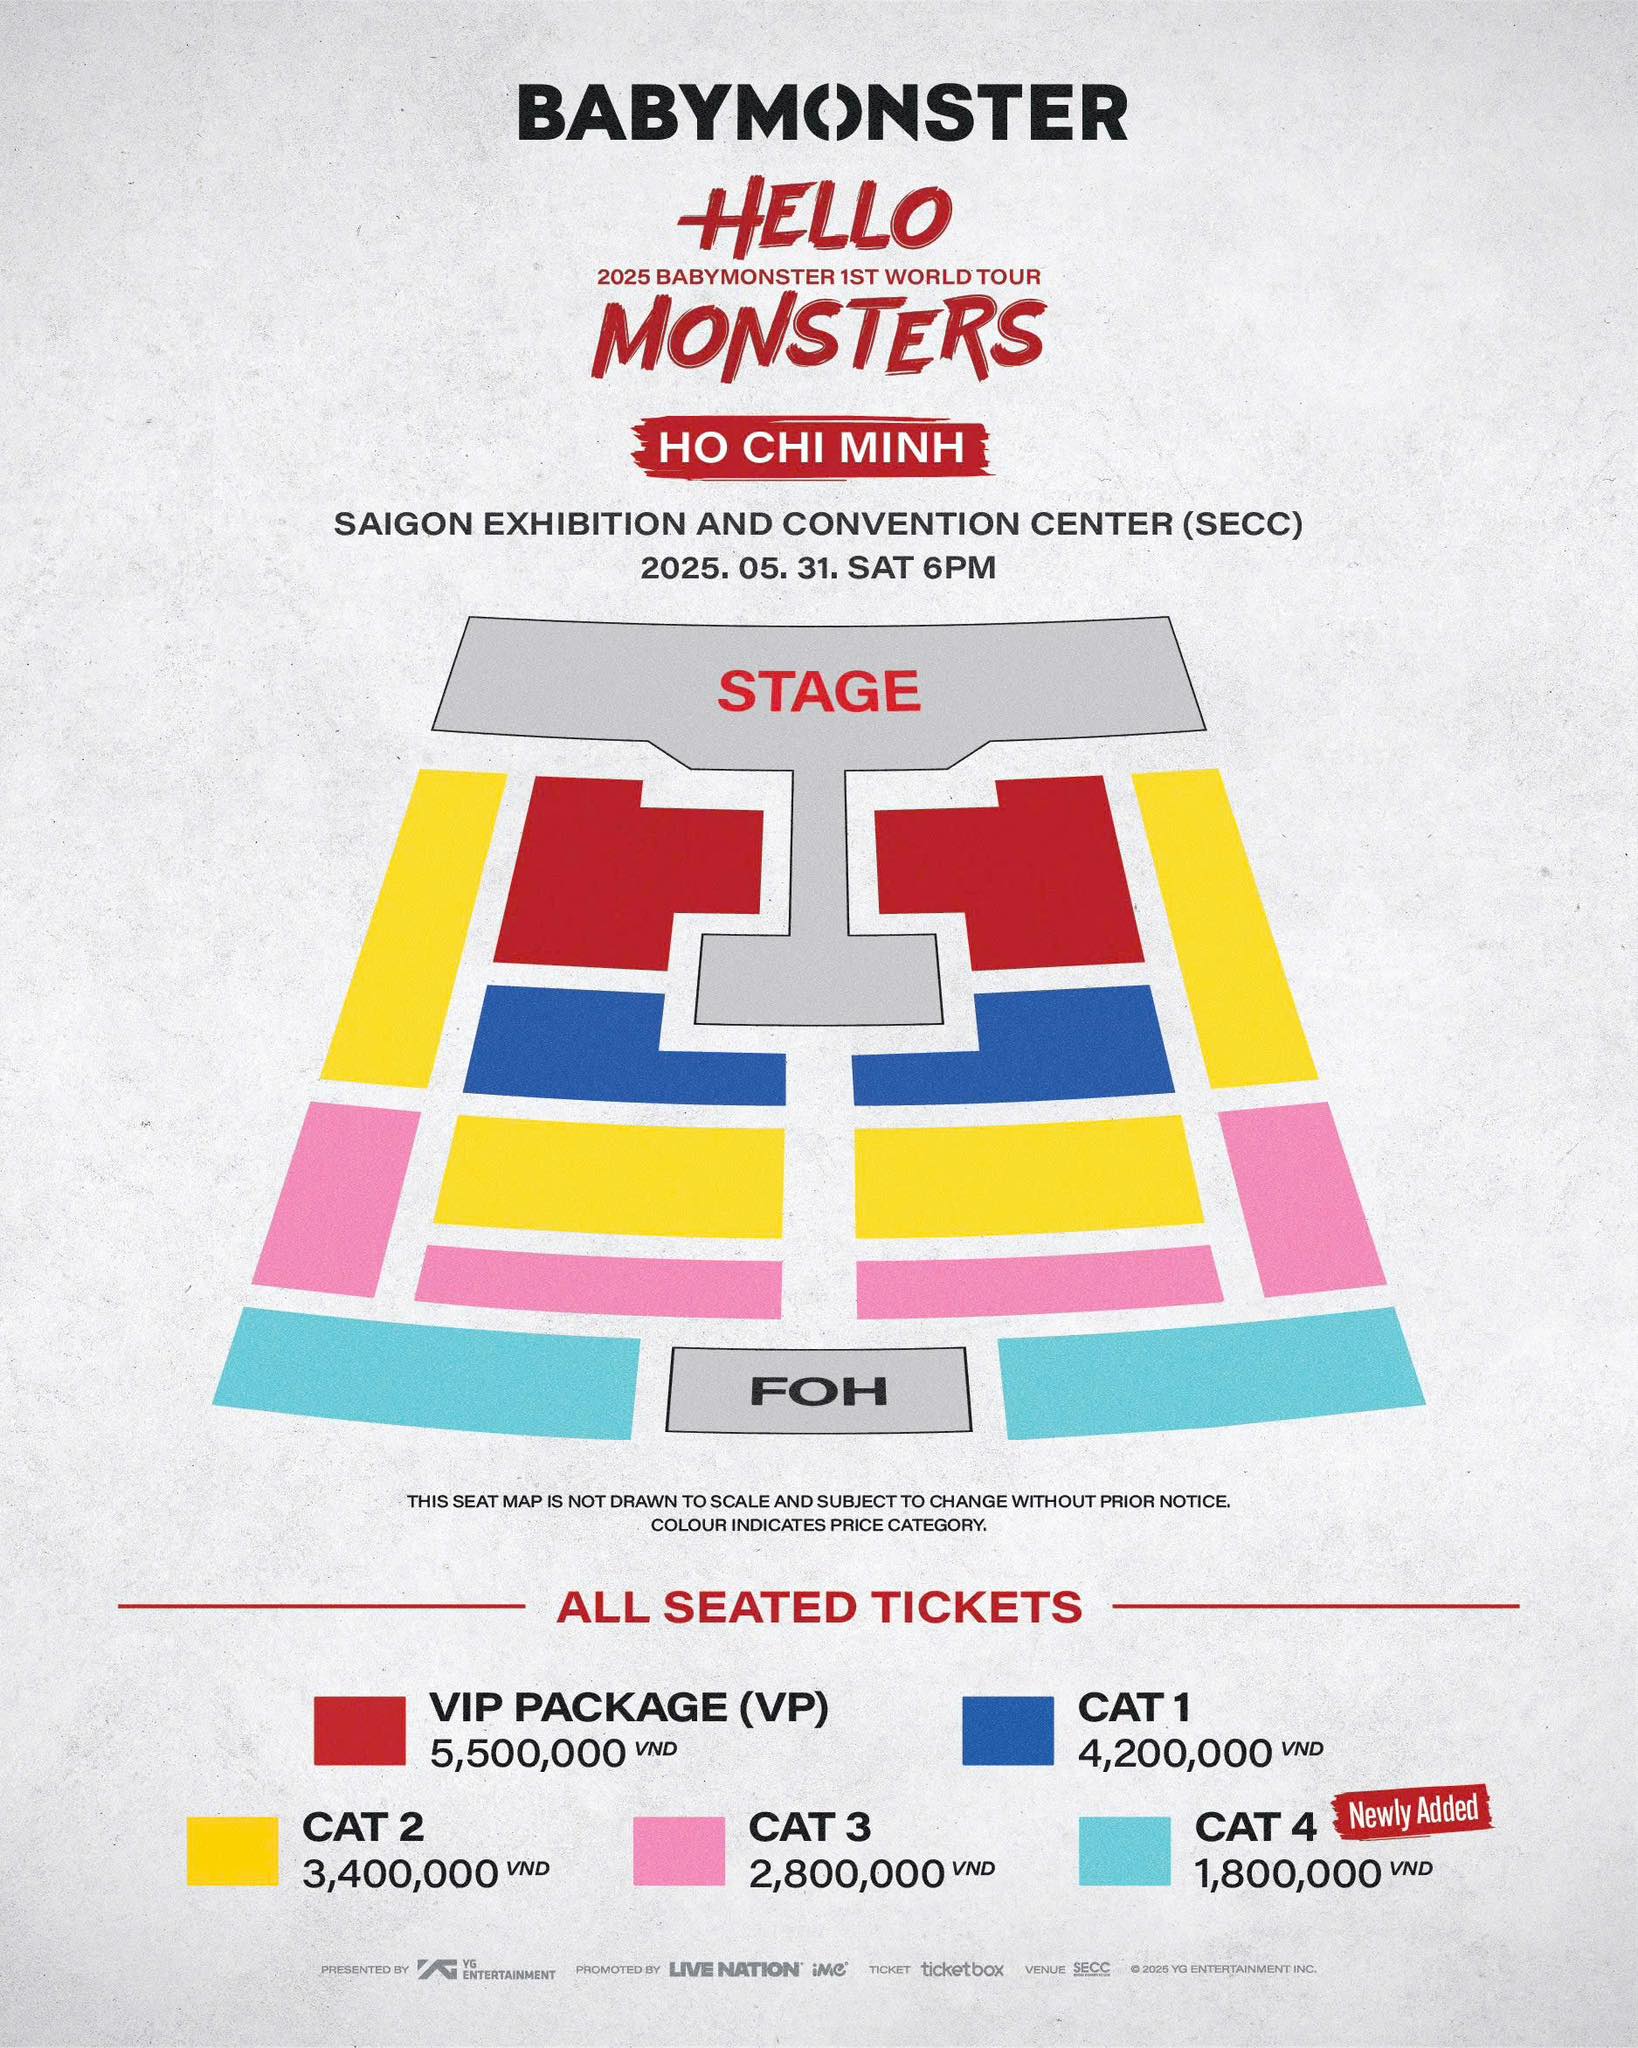 BABYMONSTER
HELLO
2025 BABYMONSTER 1ST WORLD TOUR
MONSTERS
HO CHI MINH
SAIGON EXHIBITION AND CONVENTION CENTER (SECC)
2025. 05. 31. SAT 6PM
STAGE
FOH
THIS SEAT MAP IS NOT DRAWN TO SCALE AND SUBJECT TO CHANGE WITHOUT PRIOR NOTICE.
COLOUR INDICATES PRICE CATEGORY.
ALL SEATED TICKETS
VIP PACKAGE (VP)
5,500,000 VND
CAT 1
4,200,000 VND
CAT 2
3,400,000 VND
CAT 3
2,800,000 VND
CAT 4 Newly Added
1,800,000 VND
PRESENTED BY YG ENTERTAINMENT PROMOTED BY LIVE NATION iMe TICKET ticketbox VENUE SECC © 2025 YG ENTERTAINMENT INC.